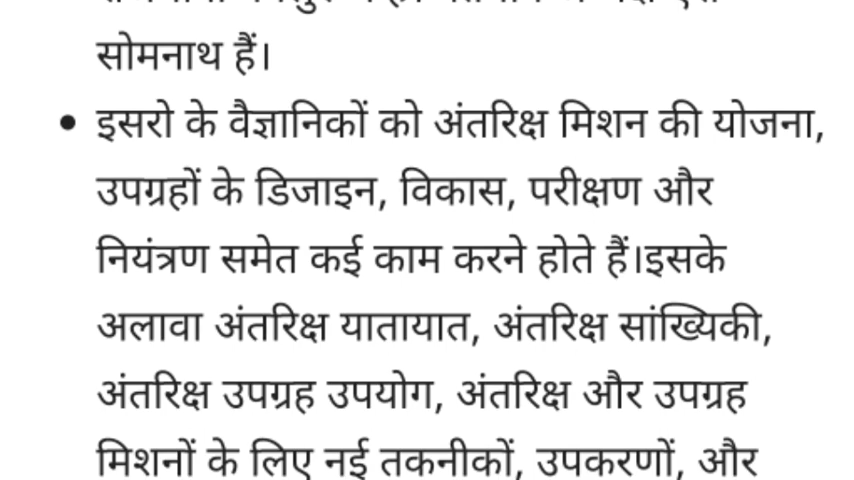 सोमनाथ हैं।
• इसरो के वैज्ञानिकों को अंतरिक्ष मिशन की योजना,
उपग्रहों के डिजाइन, विकास, परीक्षण और
नियंत्रण समेत कई काम करने होते हैं।इसके
अलावा अंतरिक्ष यातायात, अंतरिक्ष सांख्यिकी,
अंतरिक्ष उपग्रह उपयोग, अंतरिक्ष और उपग्रह
मिशनों के लिए नई तकनीकों, उपकरणों, और